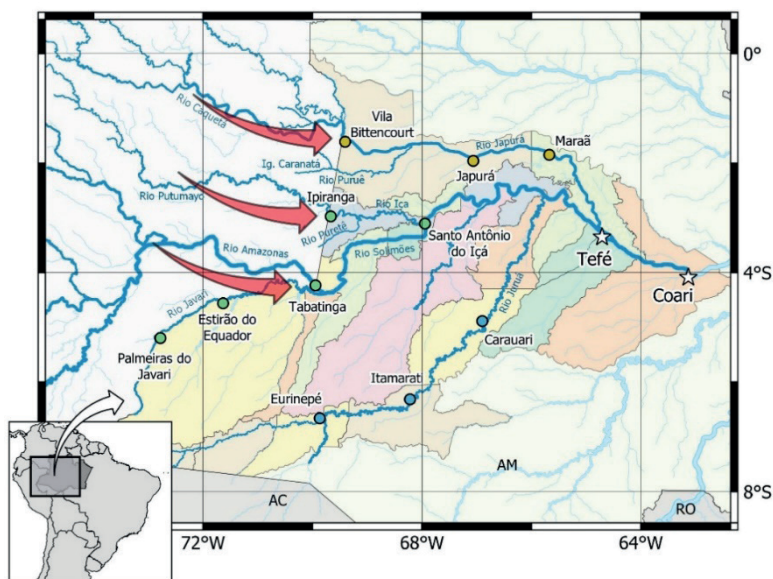 0°
Rio Caquetá
Vila
Bittencourt
Rio Japurá
Maraã
Ig. Caranatá
Rio Puruê
Japurá
Rio Putumayo
Ipiranga
Rio Içá
Rio Puretê
Rio Amazonas
Rio Solimões
Santo Antônio
do Içá
Tefé
4°S
Rio Javari
Tabatinga
Coari
Estirão do
Equador
Rio Juruá
Palmeiras do
Javari
Carauari
Itamarati
Eurinepé
AM
AC
8°S
RO
72°W
68°W
64°W